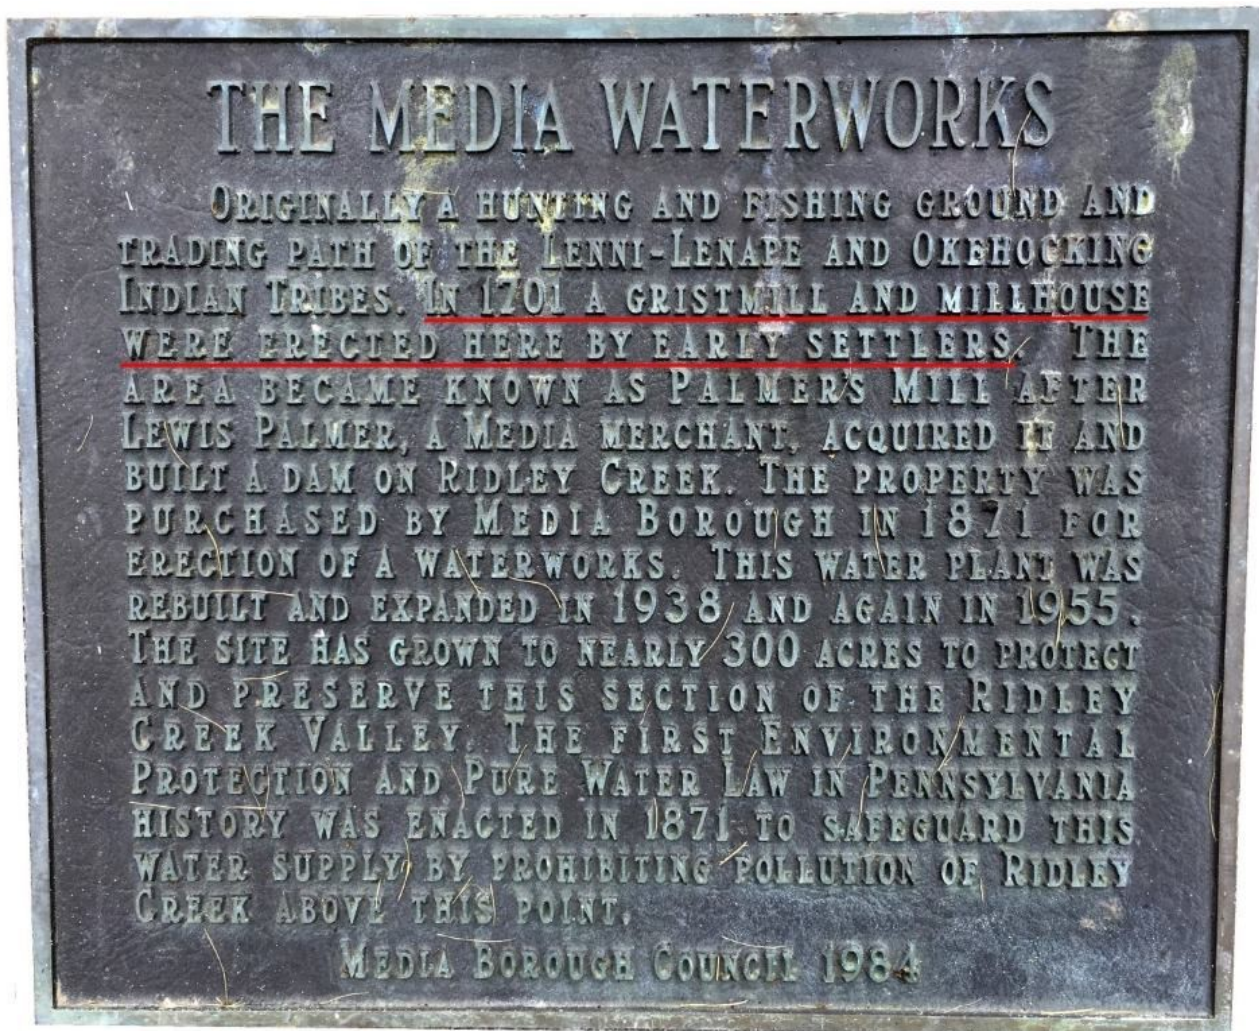 THE MEDIA WATERWORKS
ORIGINALLY A HUNTING AND FISHING GROUND AND
TRADING PATH OF THE LENNI-LENAPE AND OKEHOCKING
INDIAN TRIBES. IN 1701 A GRISTMILL AND MILLHOUSE
WERE ERECTED HERE BY EARLY SETTLERS. THE
AREA BECAME KNOWN AS PALMERS MILL AFTER
LEWIS PALMER, A MEDIA MERCHANT, ACQUIRED IT AND
BUILT A DAM ON RIDLEY CREEK. THE PROPERTY WAS
PURCHASED BY MEDIA BOROUGH IN 1871 FOR
ERECTION OF A WATERWORKS. THIS WATER PLANT WAS
REBUILT AND EXPANDED IN 1938 AND AGAIN IN 1955.
THE SITE HAS GROWN TO NEARLY 300 ACRES TO PROTECT
AND PRESERVE THIS SECTION OF THE RIDLEY
CREEK VALLEY. THE FIRST ENVIRONMENTAL
PROTECTION AND PURE WATER LAW IN PENNSYLVANIA
HISTORY WAS ENACTED IN 1871 TO SAFEGUARD THIS
WATER SUPPLY BY PROHIBITING POLLUTION OF RIDLEY
CREEK ABOVE THIS POINT.
MEDIA BOROUGH COUNCIL 1984